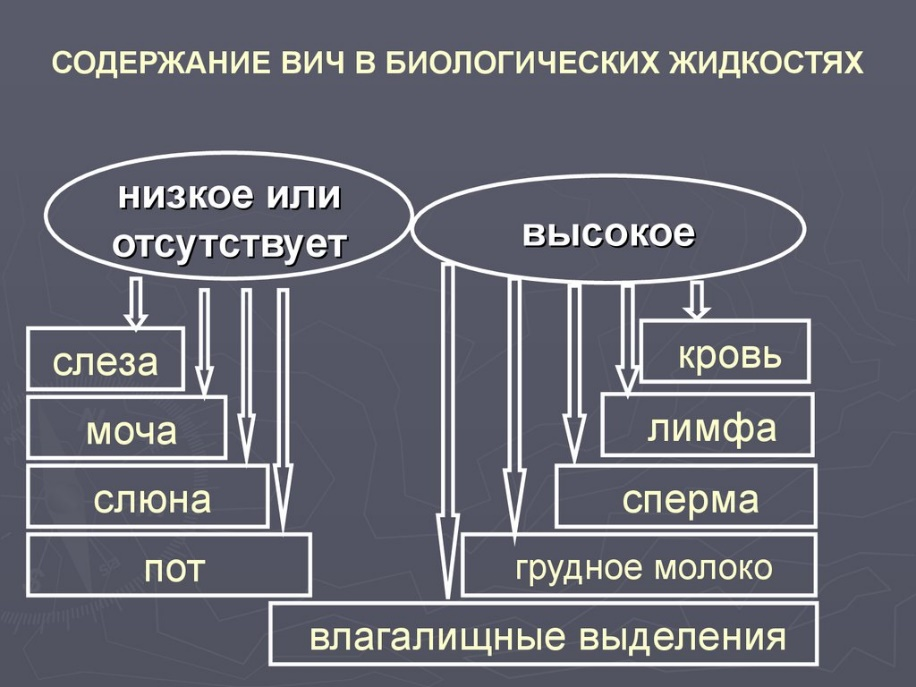 СОДЕРЖАНИЕ ВИЧ В БИОЛОГИЧЕСКИХ ЖИДКОСТЯХ
низкое или
отсутствует
высокое
слеза
моча
слюна
пот
кровь
лимфа
сперма
грудное молоко
влагалищные выделения